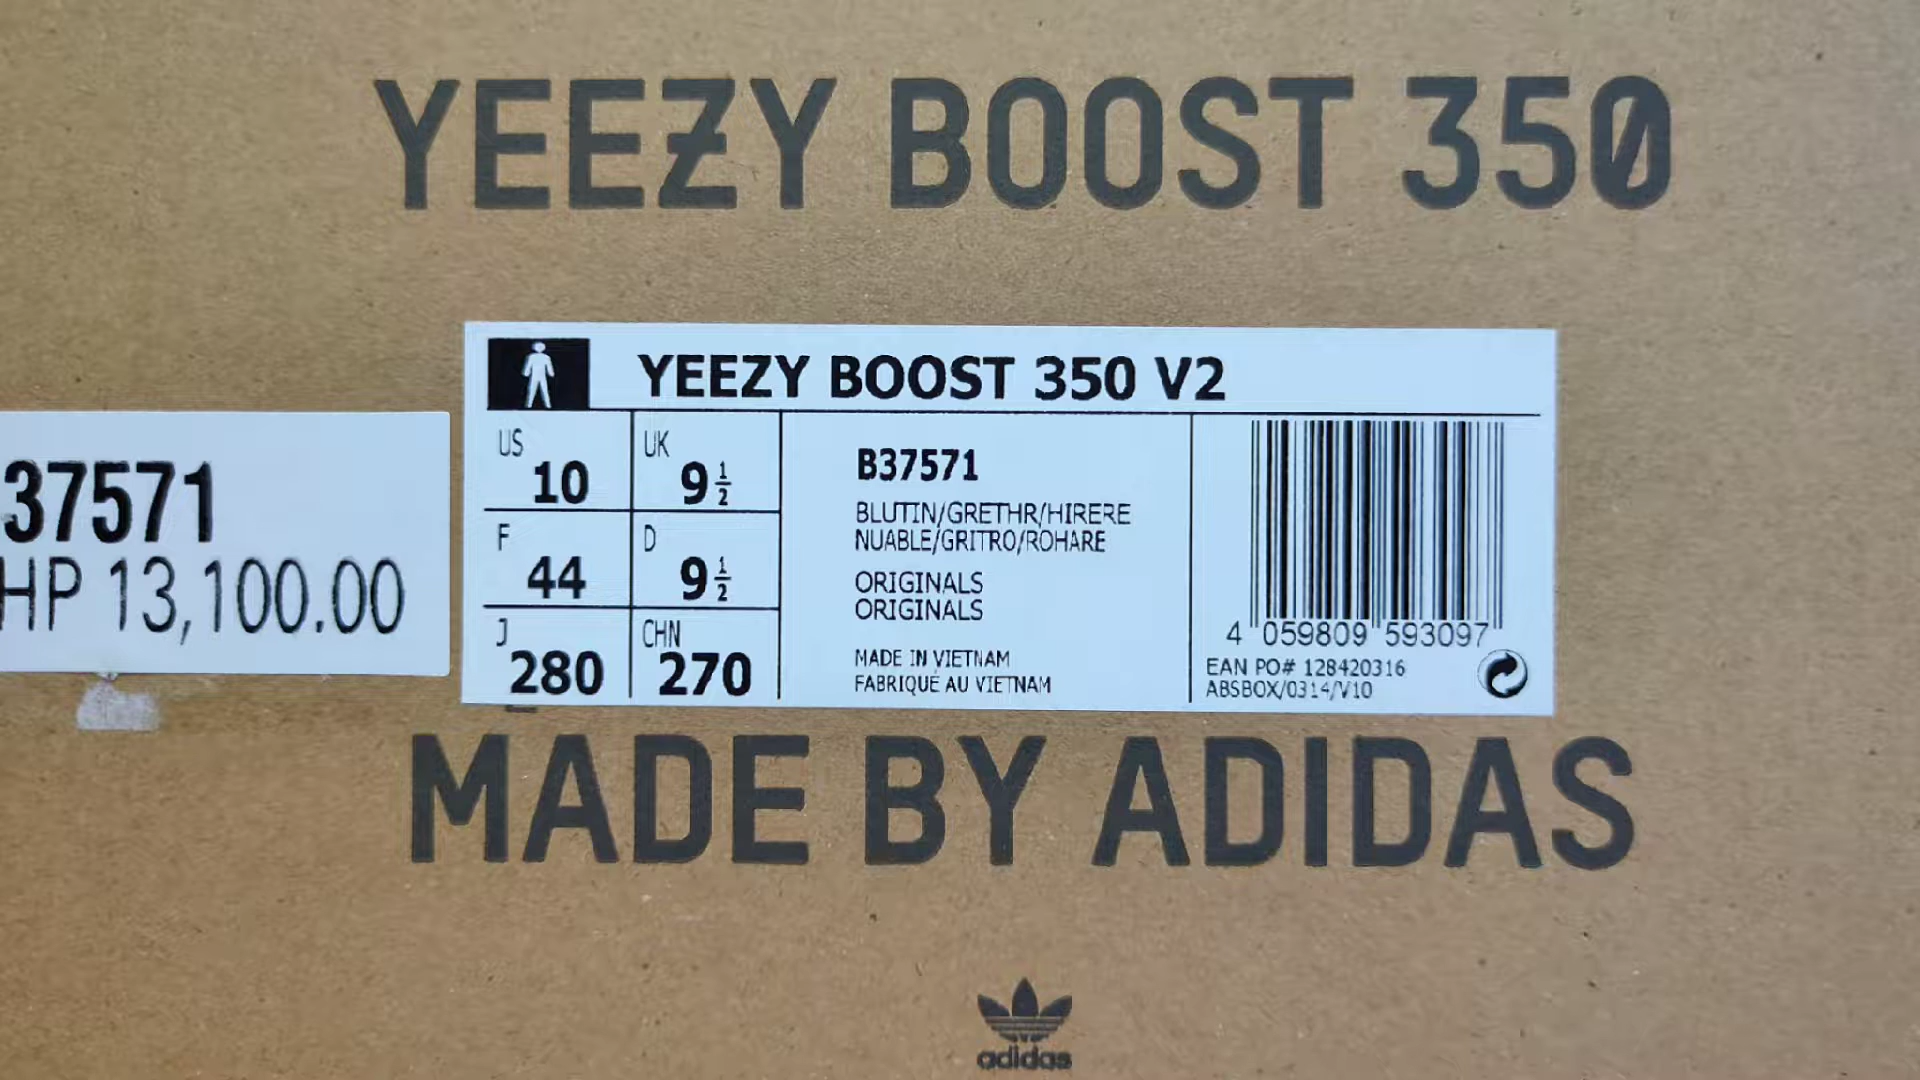 YEEZY BOOST 350
YEEZY BOOST 350 V2
US 10
UK 9 1/2
F 44
D 9 1/2
J 280
CHN 270
B37571
BLUTIN/GRETHR/HIRERE
NUABLE/GRITRO/ROHARE
ORIGINALS
ORIGINALS
MADE IN VIETNAM
FABRIQUÉ AU VIETNAM
4 059809 593097
EAN PO# 128420316
ABSBOX/0314/V10
37571
HP 13,100.00
MADE BY ADIDAS
adidas